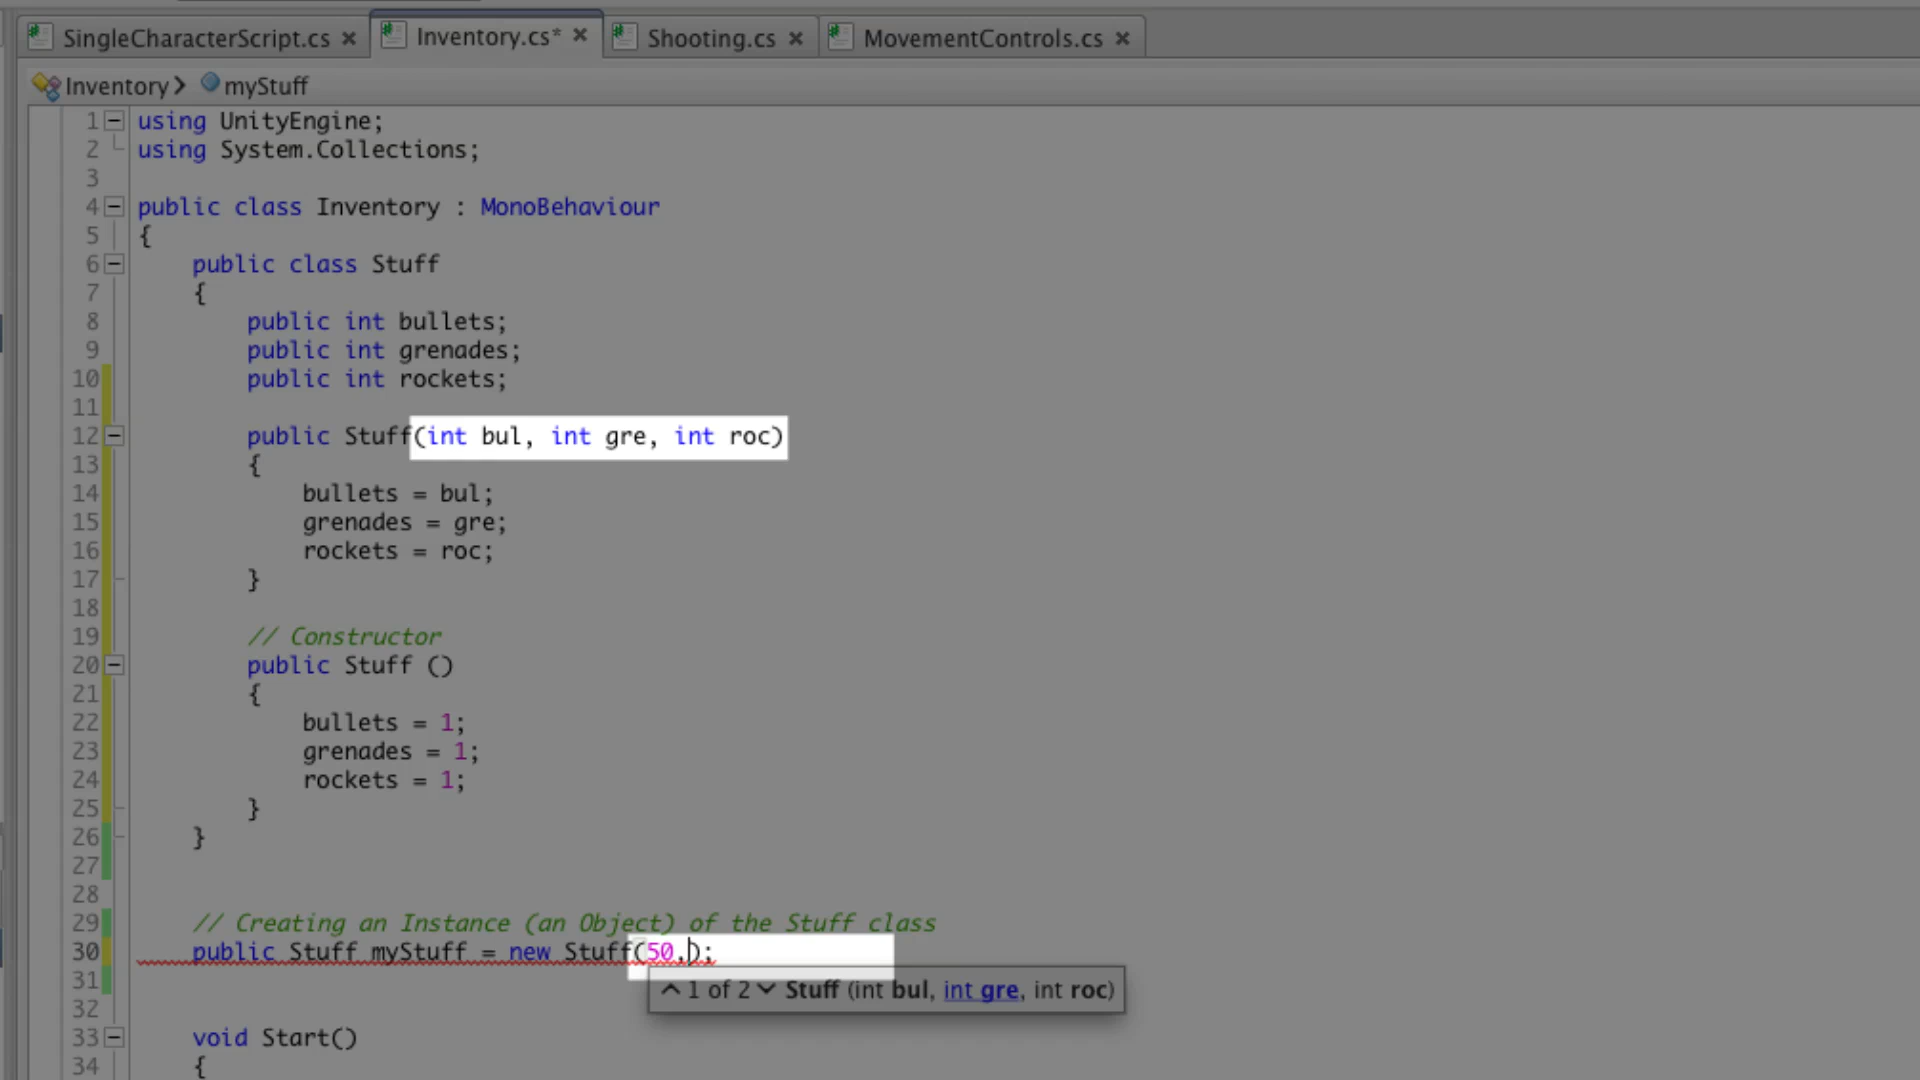 SingleCharacterScript.cs × Inventory.cs* × Shooting.cs × MovementControls.cs ×
Inventory > myStuff
1 using UnityEngine;
2 using System.Collections;
3
4 public class Inventory : MonoBehaviour
5 {
6 public class Stuff
7 {
8 public int bullets;
9 public int grenades;
10 public int rockets;
11
12 public Stuff(int bul, int gre, int roc)
13 {
14 bullets = bul;
15 grenades = gre;
16 rockets = roc;
17 }
18
19 // Constructor
20 public Stuff ()
21 {
22 bullets = 1;
23 grenades = 1;
24 rockets = 1;
25 }
26 }
27
28
29 // Creating an Instance (an Object) of the Stuff class
30 public Stuff myStuff = new Stuff(50,);
31 1 of 2 Stuff (int bul, int gre, int roc)
32
33 void Start()
34 {